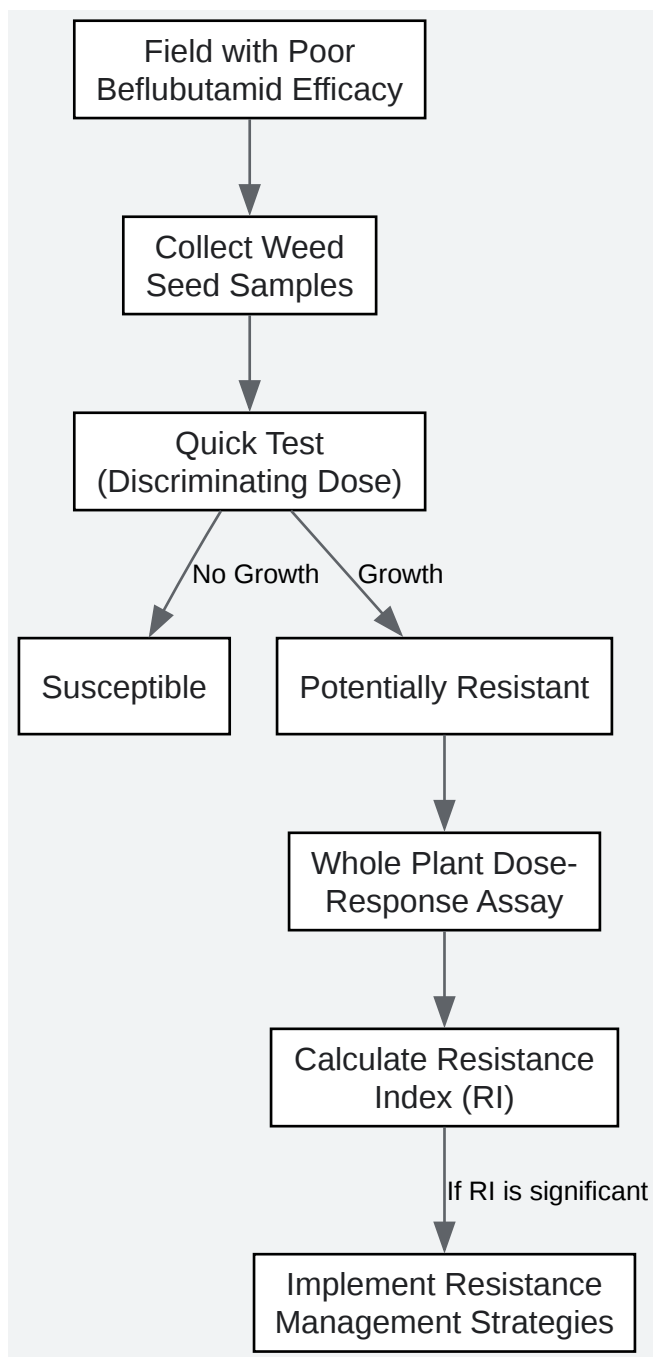 Field with Poor
Beflubutamid Efficacy
Collect Weed
Seed Samples
Quick Test
(Discriminating Dose)
No Growth
Growth
Susceptible
Potentially Resistant
Whole Plant Dose-
Response Assay
Calculate Resistance
Index (RI)
If RI is significant
Implement Resistance
Management Strategies